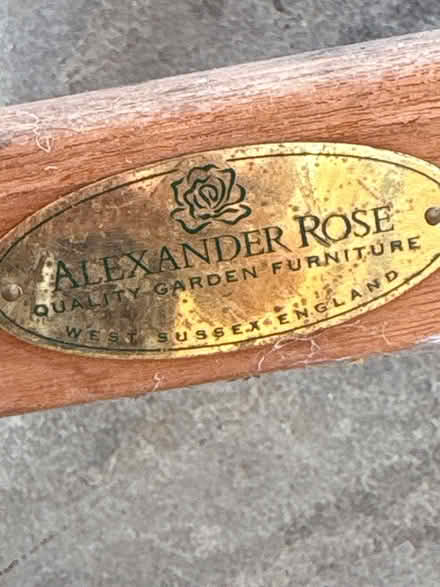 ALEXANDER ROSE
QUALITY GARDEN FURNITURE
WEST SUSSEX ENGLAND